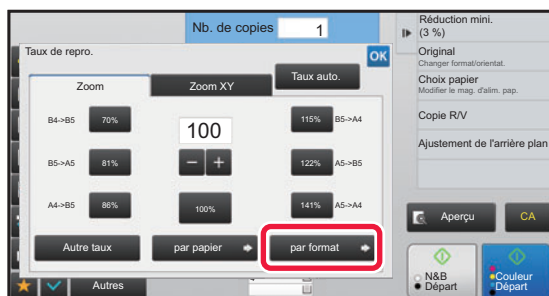 Nb. de copies 1
Taux de repro.
OK
Zoom
Zoom XY
Taux auto.
B4->B5 70%
100
115% B5->A4
B5->A5 81%
− +
122% A5->B5
A4->B5 86%
100%
141% A5->A4
Autre taux
par papier
par format
Autres
Réduction mini.
(3 %)
Original
Changer format/orientat.
Choix papier
Modifier le mag. d'alim. pap.
Copie R/V
Ajustement de l'arrière plan
Aperçu
CA
N&B
Départ
Couleur
Départ